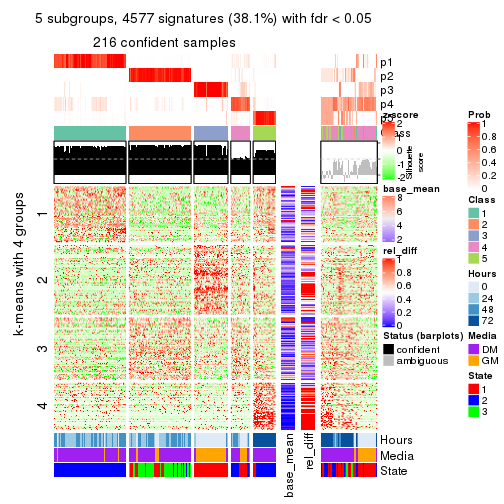 5 subgroups, 4577 signatures (38.1%) with fdr < 0.05
216 confident samples
p1
p2
p3
p4
p5
Class
z-score
2
1
0
-1
-2
Silhouette
score
base_mean
8
6
4
2
rel_diff
1
0.8
0.6
0.4
0.2
0
Status (barplots)
confident
ambiguous
Prob
1
0.8
0.6
0.4
0.2
0
Class
1
2
3
4
5
Hours
0
24
48
72
Media
DM
GM
State
1
2
3
k-means with 4 groups
1
2
3
4
Hours
Media
State
base_mean
rel_diff